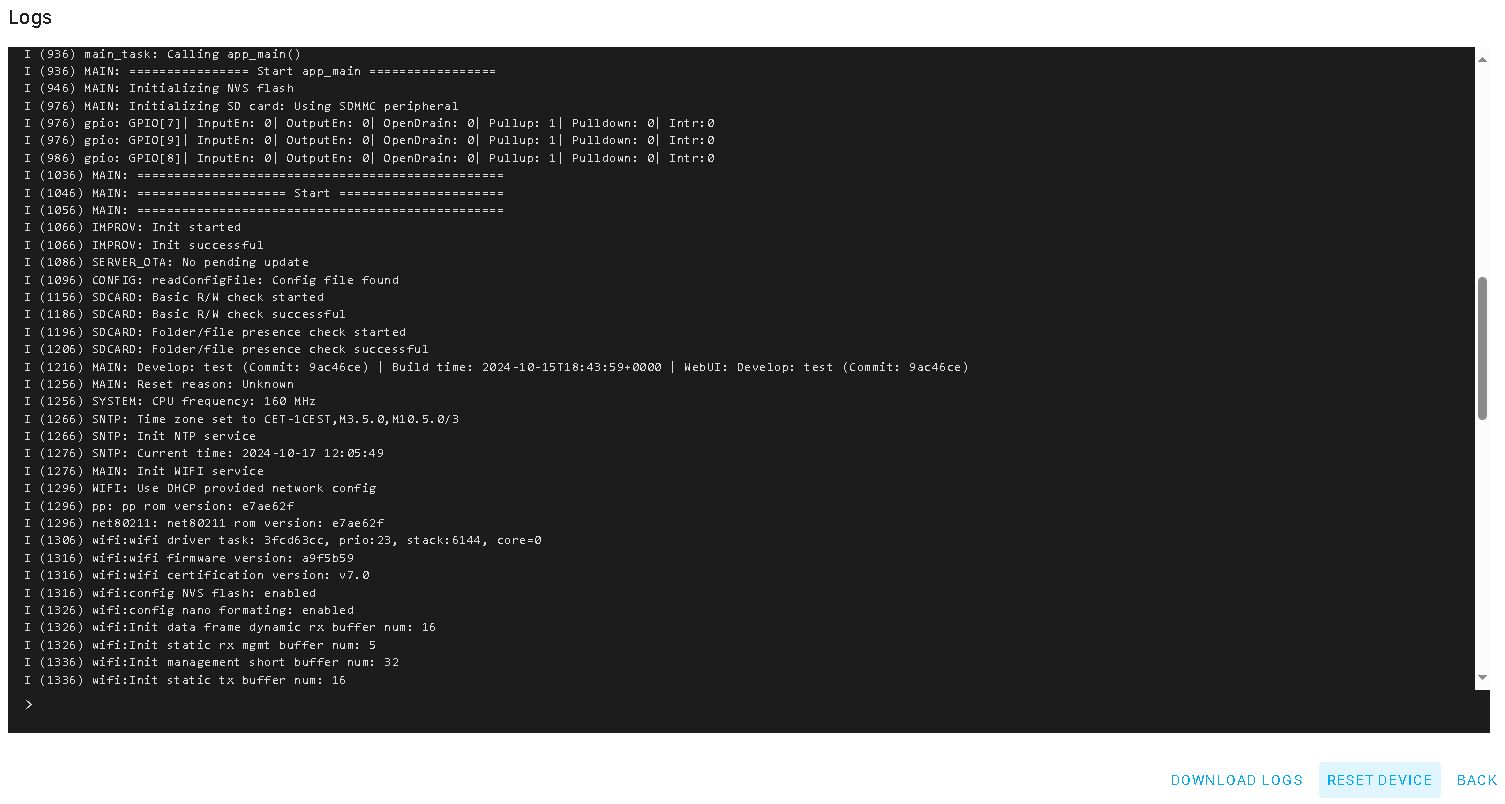 Logs
I (936) main_task: Calling app_main()
I (936) MAIN: ================ Start app_main =================
I (946) MAIN: Initializing NVS flash
I (976) MAIN: Initializing SD card: Using SDMMC peripheral
I (976) gpio: GPIO[7]| InputEn: 0| OutputEn: 0| OpenDrain: 0| Pullup: 1| Pulldown: 0| Intr:0
I (976) gpio: GPIO[9]| InputEn: 0| OutputEn: 0| OpenDrain: 0| Pullup: 1| Pulldown: 0| Intr:0
I (986) gpio: GPIO[8]| InputEn: 0| OutputEn: 0| OpenDrain: 0| Pullup: 1| Pulldown: 0| Intr:0
I (1036) MAIN: =================================================
I (1046) MAIN: ==================== Start ======================
I (1056) MAIN: =================================================
I (1066) IMPROV: Init started
I (1066) IMPROV: Init successful
I (1086) SERVER_OTA: No pending update
I (1096) CONFIG: readConfigFile: Config file found
I (1156) SDCARD: Basic R/W check started
I (1186) SDCARD: Basic R/W check successful
I (1196) SDCARD: Folder/file presence check started
I (1206) SDCARD: Folder/file presence check successful
I (1216) MAIN: Develop: test (Commit: 9ac46ce) | Build time: 2024-10-15T18:43:59+0000 | WebUI: Develop: test (Commit: 9ac46ce)
I (1256) MAIN: Reset reason: Unknown
I (1256) SYSTEM: CPU frequency: 160 MHz
I (1266) SNTP: Time zone set to CET-1CEST,M3.5.0,M10.5.0/3
I (1266) SNTP: Init NTP service
I (1276) SNTP: Current time: 2024-10-17 12:05:49
I (1276) MAIN: Init WIFI service
I (1296) WIFI: Use DHCP provided network config
I (1296) pp: pp rom version: e7ae62f
I (1296) net80211: net80211 rom version: e7ae62f
I (1306) wifi:wifi driver task: 3fcd63cc, prio:23, stack:6144, core=0
I (1316) wifi:wifi firmware version: a9f5b59
I (1316) wifi:wifi certification version: v7.0
I (1316) wifi:config NVS flash: enabled
I (1326) wifi:config nano formating: enabled
I (1326) wifi:Init data frame dynamic rx buffer num: 16
I (1326) wifi:Init static rx mgmt buffer num: 5
I (1336) wifi:Init management short buffer num: 32
I (1336) wifi:Init static tx buffer num: 16
>
DOWNLOAD LOGS RESET DEVICE BACK